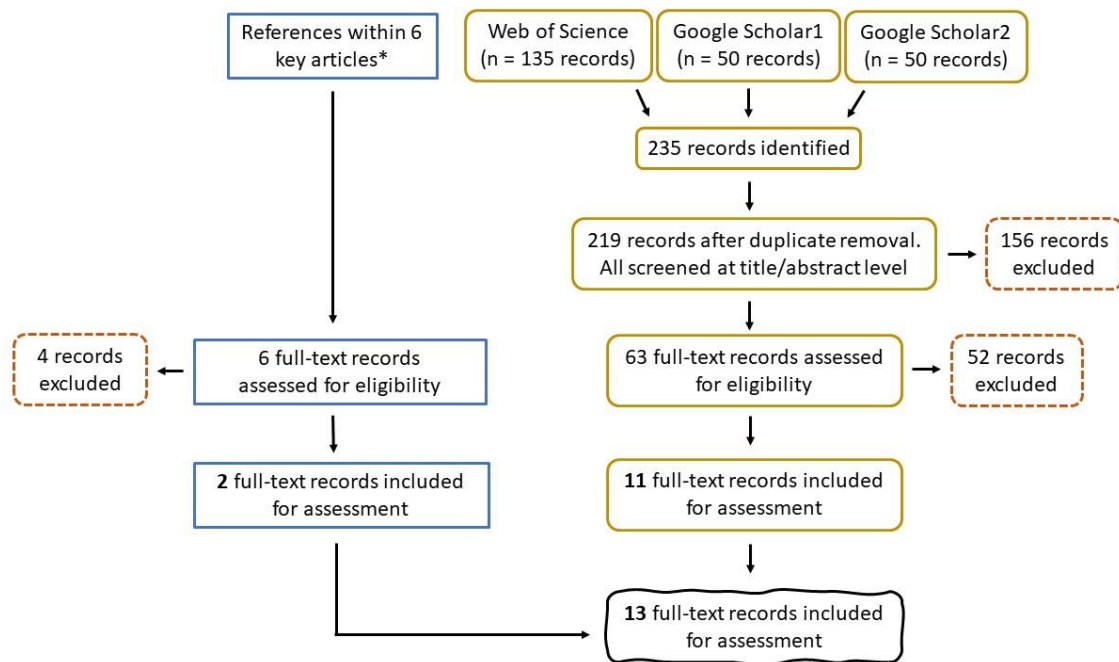 References within 6
key articles*
Web of Science
(n = 135 records)
Google Scholar1
(n = 50 records)
Google Scholar2
(n = 50 records)
235 records identified
219 records after duplicate removal.
All screened at title/abstract level
156 records
excluded
4 records
excluded
6 full-text records
assessed for eligibility
63 full-text records assessed
for eligibility
52 records
excluded
2 full-text records included
for assessment
11 full-text records included
for assessment
13 full-text records included
for assessment